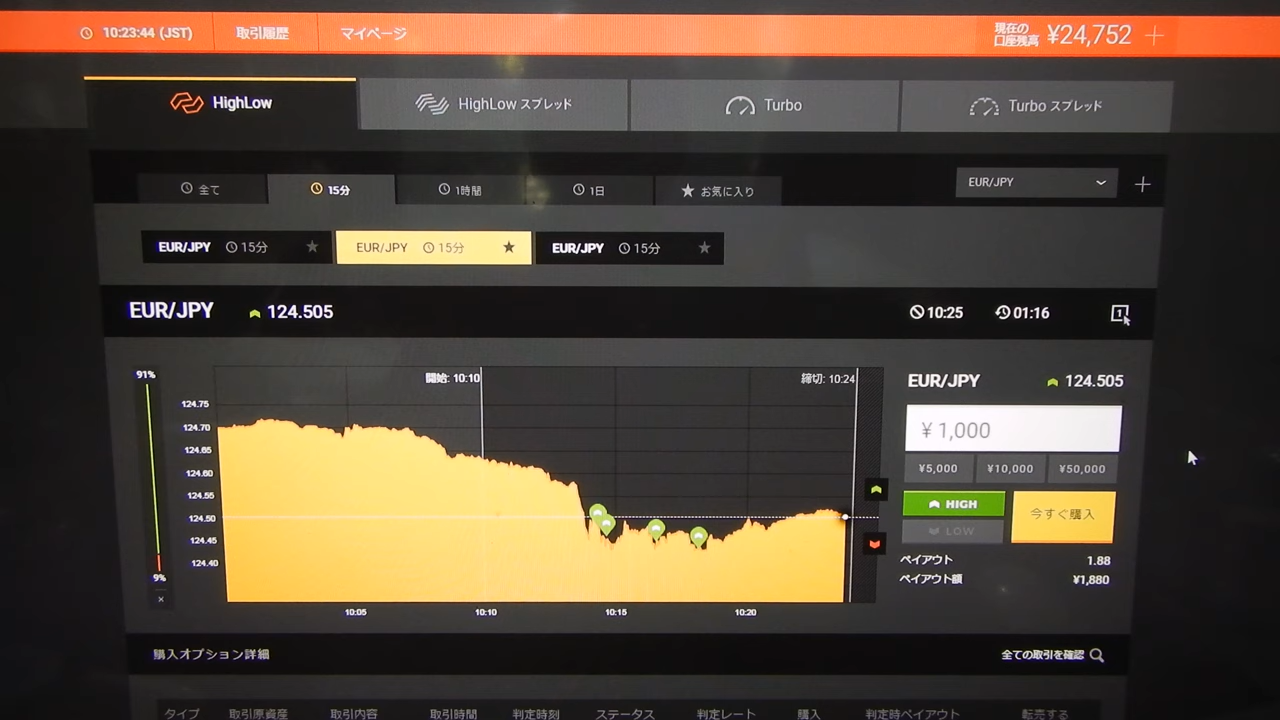 10:23:44 (JST) 取引履歴 マイページ 現在の口座残高 ¥24,752
HighLow HighLow スプレッド Turbo Turbo スプレッド
全て 15分 1時間 1日 お気に入り EUR/JPY
EUR/JPY 15分 EUR/JPY 15分 EUR/JPY 15分
EUR/JPY 124.505 10:25 01:16 1
91%
開始: 10:10
締切: 10:24
124.75
124.70
124.65
124.60
124.55
124.50
124.45
124.40
9%
10:05 10:10 10:15 10:20
EUR/JPY 124.505
¥ 1,000
¥5,000 ¥10,000 ¥50,000
HIGH
LOW
今すぐ購入
ペイアウト 1.88
ペイアウト額 ¥1,880
購入オプション詳細 全ての取引を確認
タイプ 取引原資産 取引内容 取引時間 判定時刻 ステータス 判定レート 購入 判定時ペイアウト 転売する